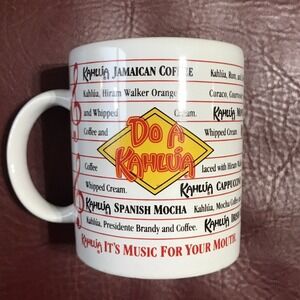 KAHLÚA JAMAICAN COFFEE Kahlúa, Rum, and
Kahlúa, Hiram Walker Orange Curaco, Gourmet
and Whipped Cream. KAHLÚA
Coffee and Whipped Cream.
DO A
KAHLÚA
Coffee laced with Hiram
Whipped Cream. KAHLÚA CAPPUCCINO
KAHLÚA SPANISH MOCHA Kahlúa, Mocha Coffee
Kahlúa, Presidente Brandy and Coffee. KAHLÚA IRISH
KAHLÚA IT'S MUSIC FOR YOUR MOUTH.